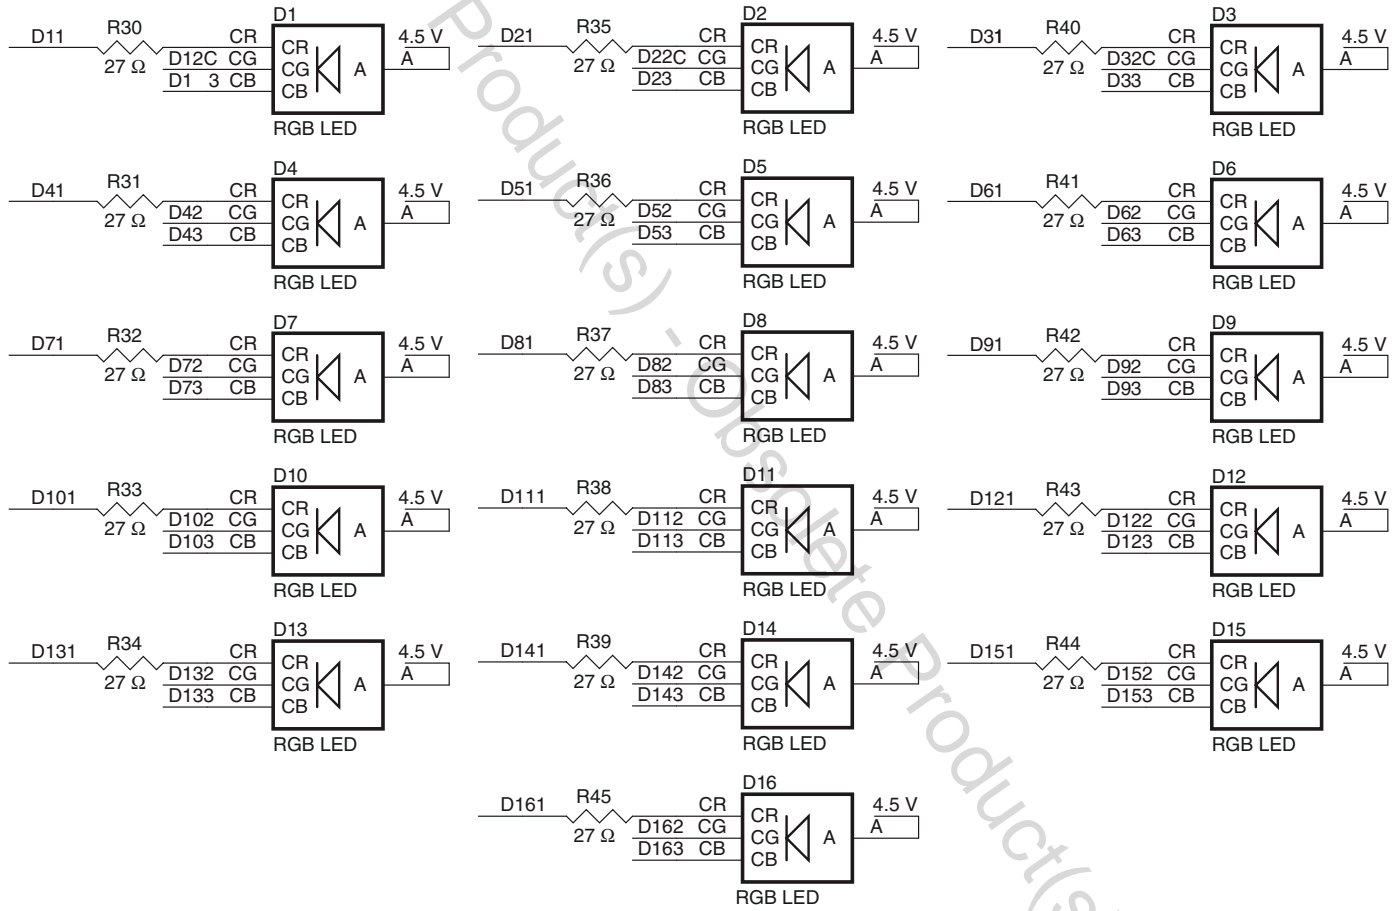 D1
D11 R30 27 Ω CR 4.5 V
D12C CG CR CG CB A A
D1 3 CB
RGB LED
D2
D21 R35 27 Ω CR 4.5 V
D22C CG CR CG CB A A
D23 CB
RGB LED
D3
D31 R40 27 Ω CR 4.5 V
D32C CG CR CG CB A A
D33 CB
RGB LED
D4
D41 R31 27 Ω CR 4.5 V
D42 CG CR CG CB A A
D43 CB
RGB LED
D5
D51 R36 27 Ω CR 4.5 V
D52 CG CR CG CB A A
D53 CB
RGB LED
D6
D61 R41 27 Ω CR 4.5 V
D62 CG CR CG CB A A
D63 CB
RGB LED
D7
D71 R32 27 Ω CR 4.5 V
D72 CG CR CG CB A A
D73 CB
RGB LED
D8
D81 R37 27 Ω CR 4.5 V
D82 CG CR CG CB A A
D83 CB
RGB LED
D9
D91 R42 27 Ω CR 4.5 V
D92 CG CR CG CB A A
D93 CB
RGB LED
D10
D101 R33 27 Ω CR 4.5 V
D102 CG CR CG CB A A
D103 CB
RGB LED
D11
D111 R38 27 Ω CR 4.5 V
D112 CG CR CG CB A A
D113 CB
RGB LED
D12
D121 R43 27 Ω CR 4.5 V
D122 CG CR CG CB A A
D123 CB
RGB LED
D13
D131 R34 27 Ω CR 4.5 V
D132 CG CR CG CB A A
D133 CB
RGB LED
D14
D141 R39 27 Ω CR 4.5 V
D142 CG CR CG CB A A
D143 CB
RGB LED
D15
D151 R44 27 Ω CR 4.5 V
D152 CG CR CG CB A A
D153 CB
RGB LED
D16
D161 R45 27 Ω CR 4.5 V
D162 CG CR CG CB A A
D163 CB
RGB LED
Product(s) - Obsolete Product(s)